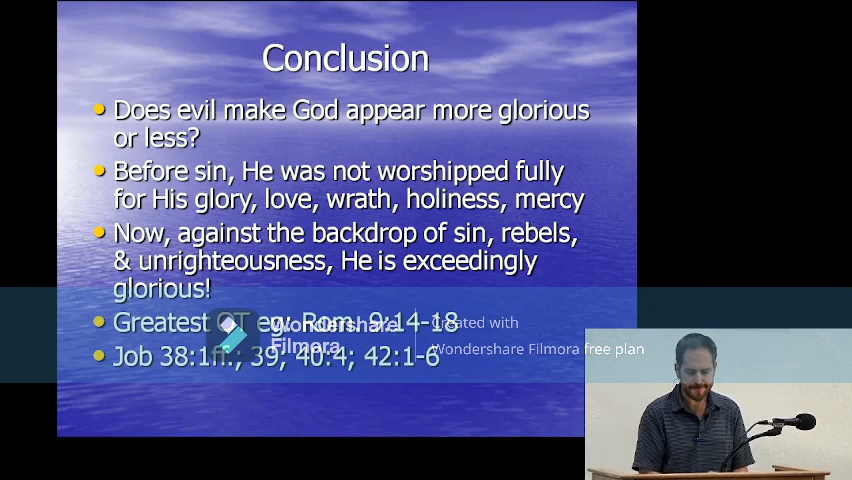 Conclusion
Does evil make God appear more glorious
or less?
Before sin, He was not worshipped fully
for His glory, love, wrath, holiness, mercy
Now, against the backdrop of sin, rebels,
& unrighteousness, He is exceedingly
glorious!
Greatest OT eg: Rom. 9:14-18
Job 38:1ff.; 39; 40:4; 42:1-6
Wondershare
Filmora
Created with
Wondershare Filmora free plan